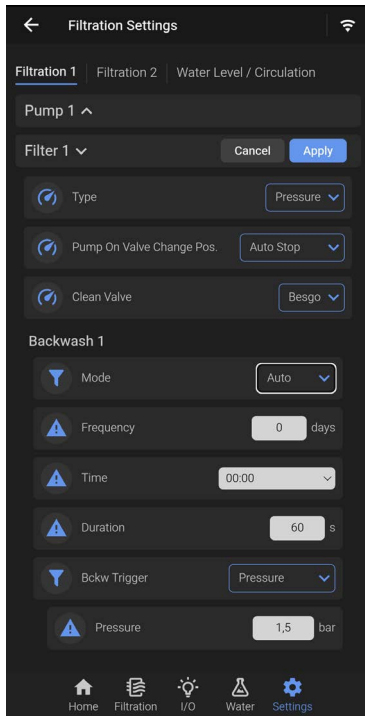 Filtration Settings
Filtration 1 Filtration 2 Water Level / Circulation
Pump 1
Filter 1 Cancel Apply
Type Pressure
Pump On Valve Change Pos. Auto Stop
Clean Valve Besgo
Backwash 1
Mode Auto
Frequency 0 days
Time 00:00
Duration 60 s
Bckw Trigger Pressure
Pressure 1,5 bar
Home Filtration I/O Water Settings